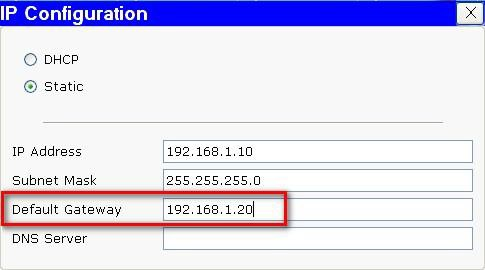 IP Configuration X
DHCP
Static
IP Address 192.168.1.10
Subnet Mask 255.255.255.0
Default Gateway 192.168.1.20
DNS Server